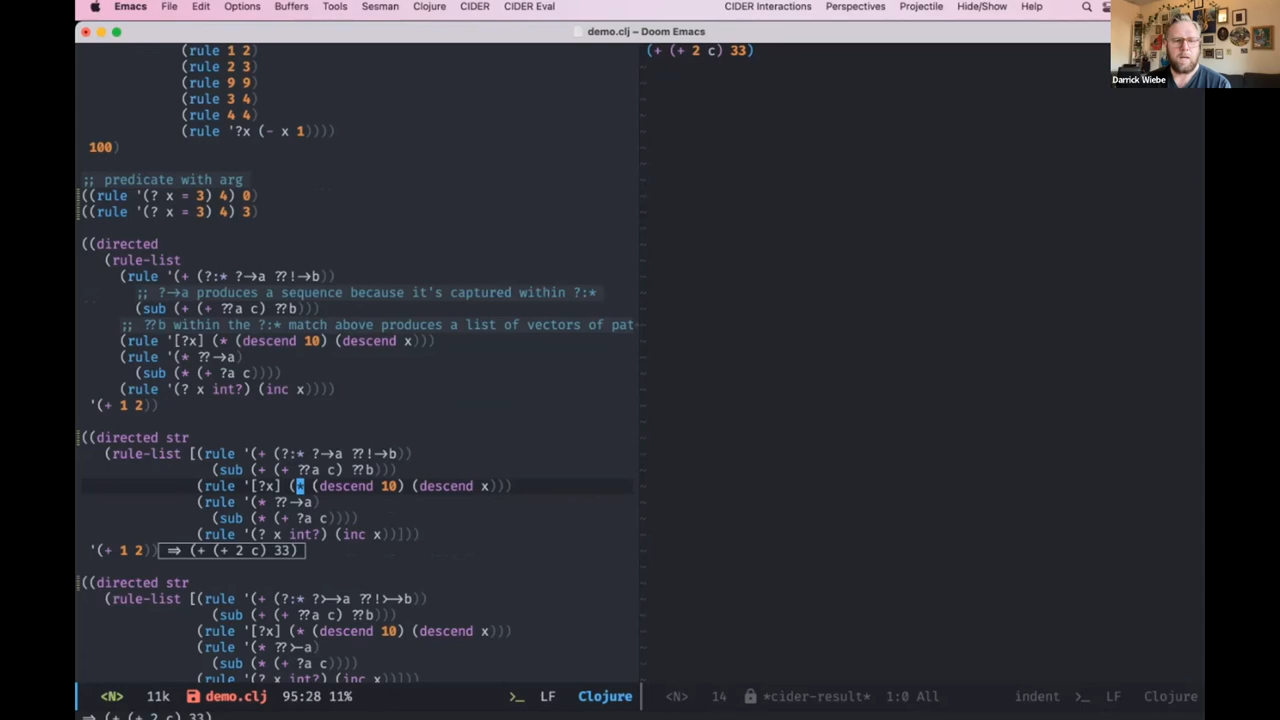 Emacs File Edit Options Buffers Tools Sesman Clojure CIDER CIDER Eval CIDER Interactions Perspectives Projectile Hide/Show Help
demo.clj – Doom Emacs
(rule 1 2)
(rule 2 3)
(rule 9 9)
(rule 3 4)
(rule 4 4)
(rule '?x (- x 1))))
100)
;; predicate with arg
((rule '(? x = 3) 4) 0)
((rule '(? x = 3) 4) 3)
((directed
(rule-list
(rule '(+ (?:* ?->a ??!->b))
;; ?->a produces a sequence because it's captured within ?:*
(sub (+ (+ ??a c) ??b)))
;; ??b within the ?:* match above produces a list of vectors of pat
(rule '[?x] (* (descend 10) (descend x)))
(rule '(* ??->a)
(sub (* (+ ?a c))))
(rule '(? x int?) (inc x))))
'(+ 1 2))
((directed str
(rule-list [(rule '(+ (?:* ?->a ??!->b))
(sub (+ (+ ??a c) ??b)))
(rule '[?x] (* (descend 10) (descend x)))
(rule '(* ??->a)
(sub (* (+ ?a c))))
(rule '(? x int?) (inc x))]))
'(+ 1 2)) => (+ (+ 2 c) 33)
((directed str
(rule-list [(rule '(+ (?:* ?>->a ??!>->b))
(sub (+ (+ ??a c) ??b)))
(rule '[?x] (* (descend 10) (descend x)))
(rule '(* ??>-a)
(sub (* (+ ?a c))))
(rule '(? x int?) (inc x))]))
<N> 11k demo.clj 95:28 11% LF Clojure
=> (+ (+ 2 c) 33)
(+ (+ 2 c) 33)
<N> 14 *cider-result* 1:0 All indent LF Clojure
Darrick Wiebe